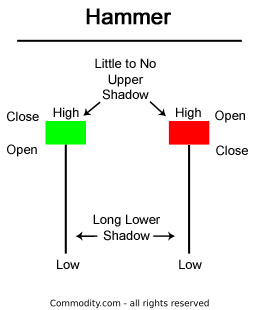 Hammer
Little to No
Upper
Shadow
Close
High
High
Open
Open
Close
Long Lower
Shadow
Low
Low
Commodity.com - all rights reserved